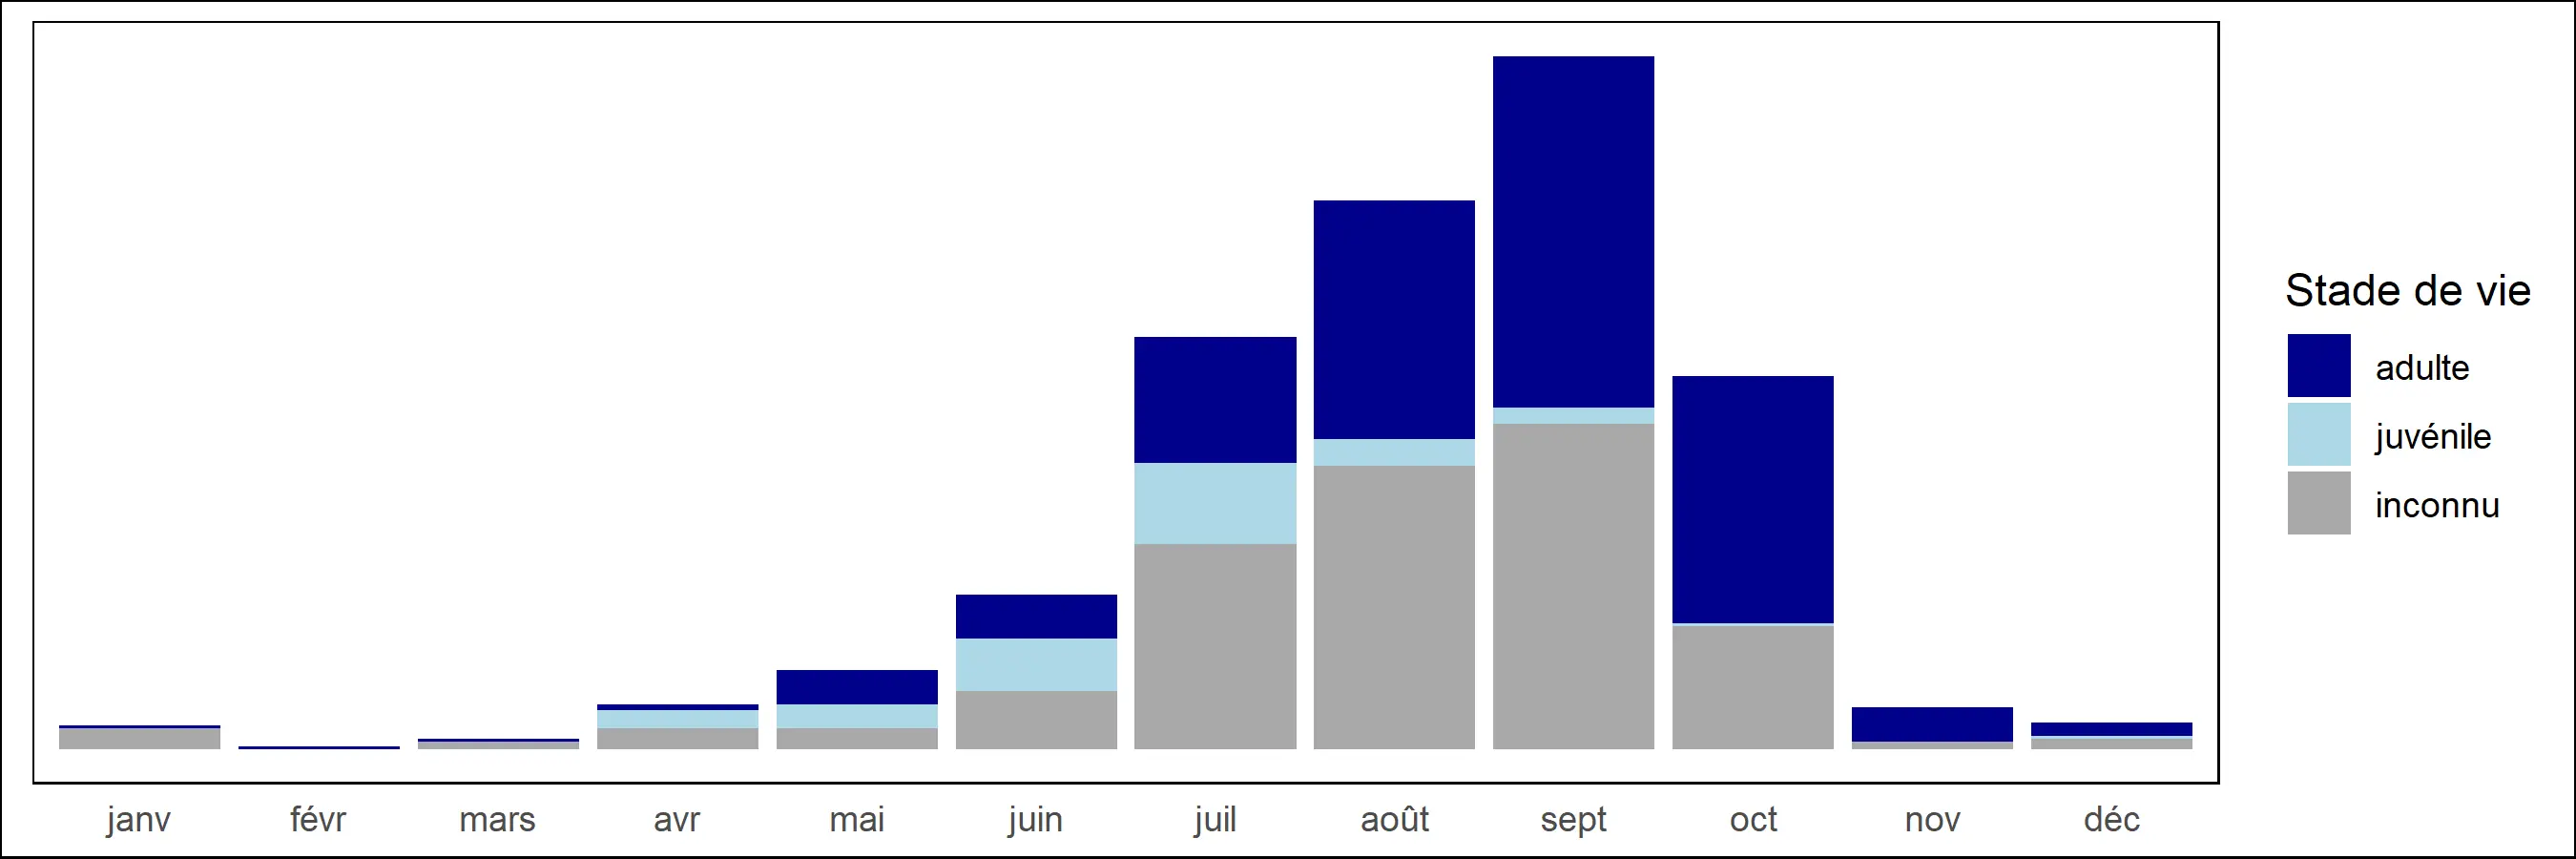 Stade de vie
adulte
juvénile
inconnu
janv févr mars avr mai juin juil août sept oct nov déc